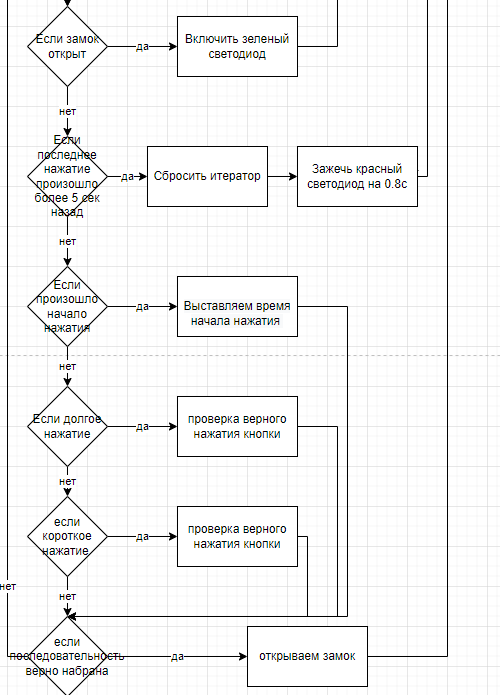 Если замок
открыт
да
Включить зеленый
светодиод
нет
Если
последнее
нажатие
произошло
более 5 сек
назад
да
Сбросить итератор
Зажечь красный
светодиод на 0.8с
нет
Если
произошло
начало
нажатия
да
Выставляем время
начала нажатия
нет
Если долгое
нажатие
да
проверка верного
нажатия кнопки
нет
если
короткое
нажатие
да
проверка верного
нажатия кнопки
нет
нет
если
последовательность
верно набрана
да
открываем замок